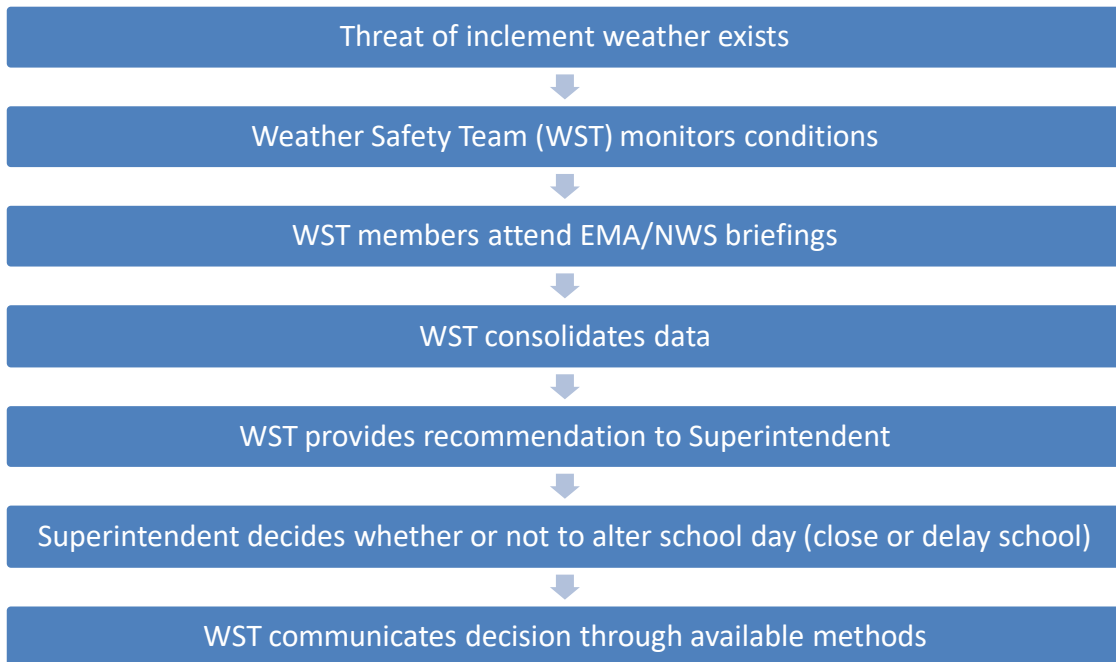 Threat of inclement weather exists
Weather Safety Team (WST) monitors conditions
WST members attend EMA/NWS briefings
WST consolidates data
WST provides recommendation to Superintendent
Superintendent decides whether or not to alter school day (close or delay school)
WST communicates decision through available methods